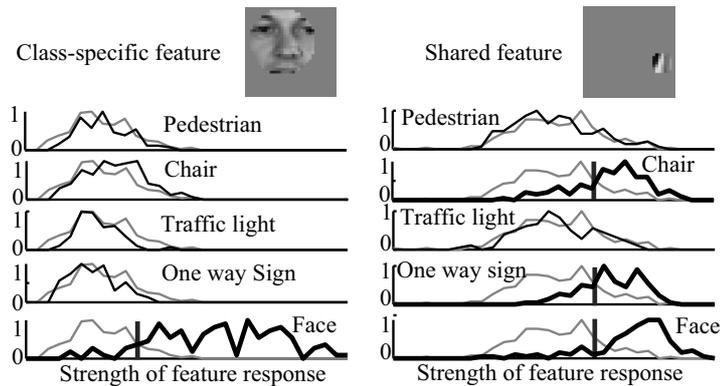 Class-specific feature
1
0
Pedestrian
1
0
Chair
1
0
Traffic light
1
0
One way Sign
1
0
Face
Strength of feature response
Shared feature
1
0
Pedestrian
1
0
Chair
1
0
Traffic light
1
0
One way sign
1
0
Face
Strength of feature response